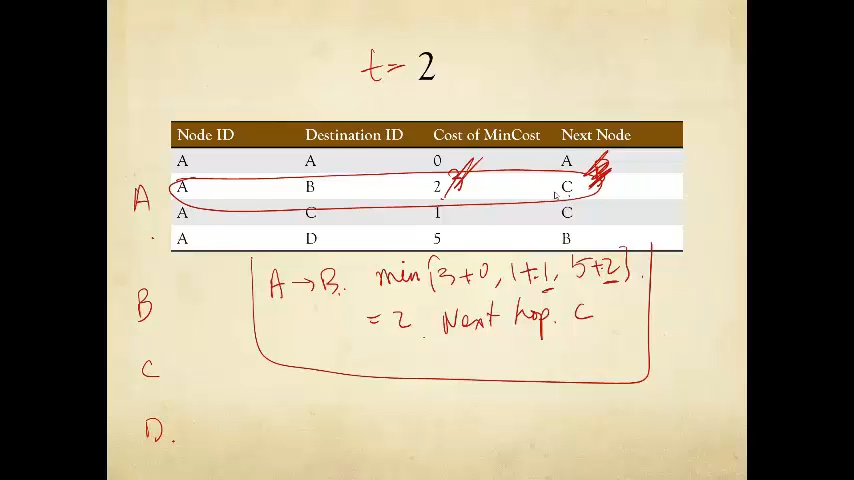 t = 2
Node ID Destination ID Cost of MinCost Next Node
A A 0 A
A B 2 C
A C 1 C
A D 5 B
A
B
C
D.
A → B. min{3+0, 1+1, 5+2}.
= 2. Next hop. C